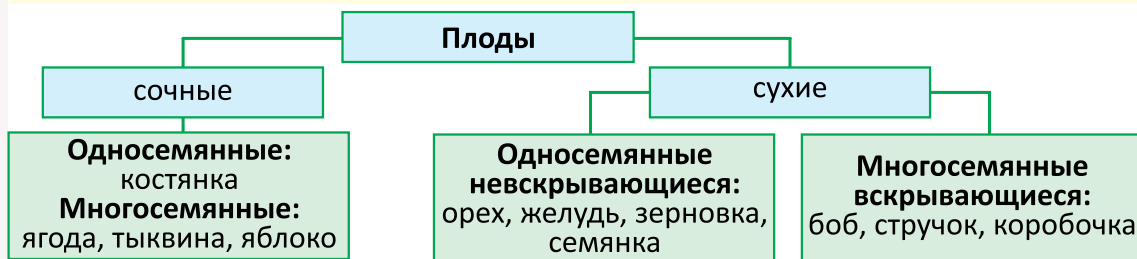 Плоды
сочные
сухие
Односемянные:
костянка
Многосемянные:
ягода, тыквина, яблоко
Односемянные
невскрывающиеся:
орех, желудь, зерновка,
семянка
Многосемянные
вскрывающиеся:
боб, стручок, коробочка